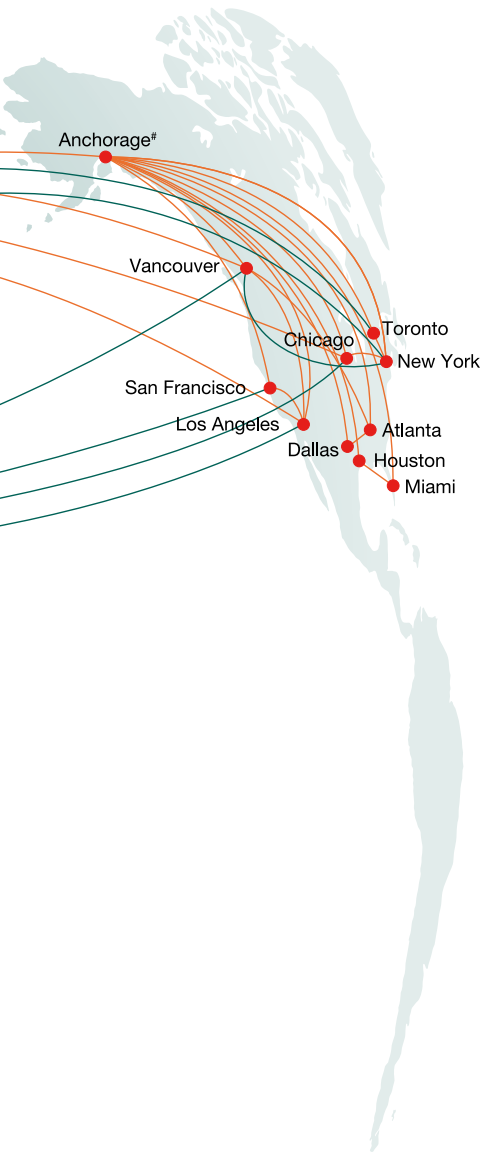 Anchorage#
Vancouver
Toronto
Chicago
New York
San Francisco
Los Angeles
Atlanta
Dallas
Houston
Miami